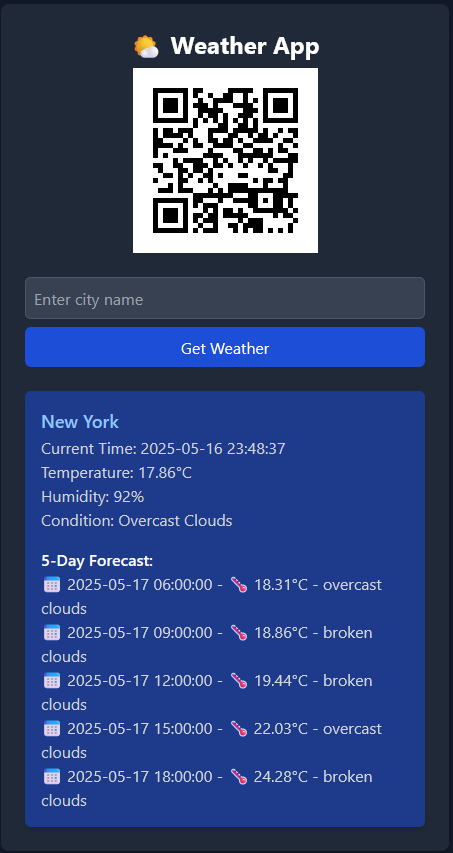 Weather App
Enter city name
Get Weather
New York
Current Time: 2025-05-16 23:48:37
Temperature: 17.86°C
Humidity: 92%
Condition: Overcast Clouds
5-Day Forecast:
2025-05-17 06:00:00 - 18.31°C - overcast
clouds
2025-05-17 09:00:00 - 18.86°C - broken
clouds
2025-05-17 12:00:00 - 19.44°C - broken
clouds
2025-05-17 15:00:00 - 22.03°C - overcast
clouds
2025-05-17 18:00:00 - 24.28°C - broken
clouds